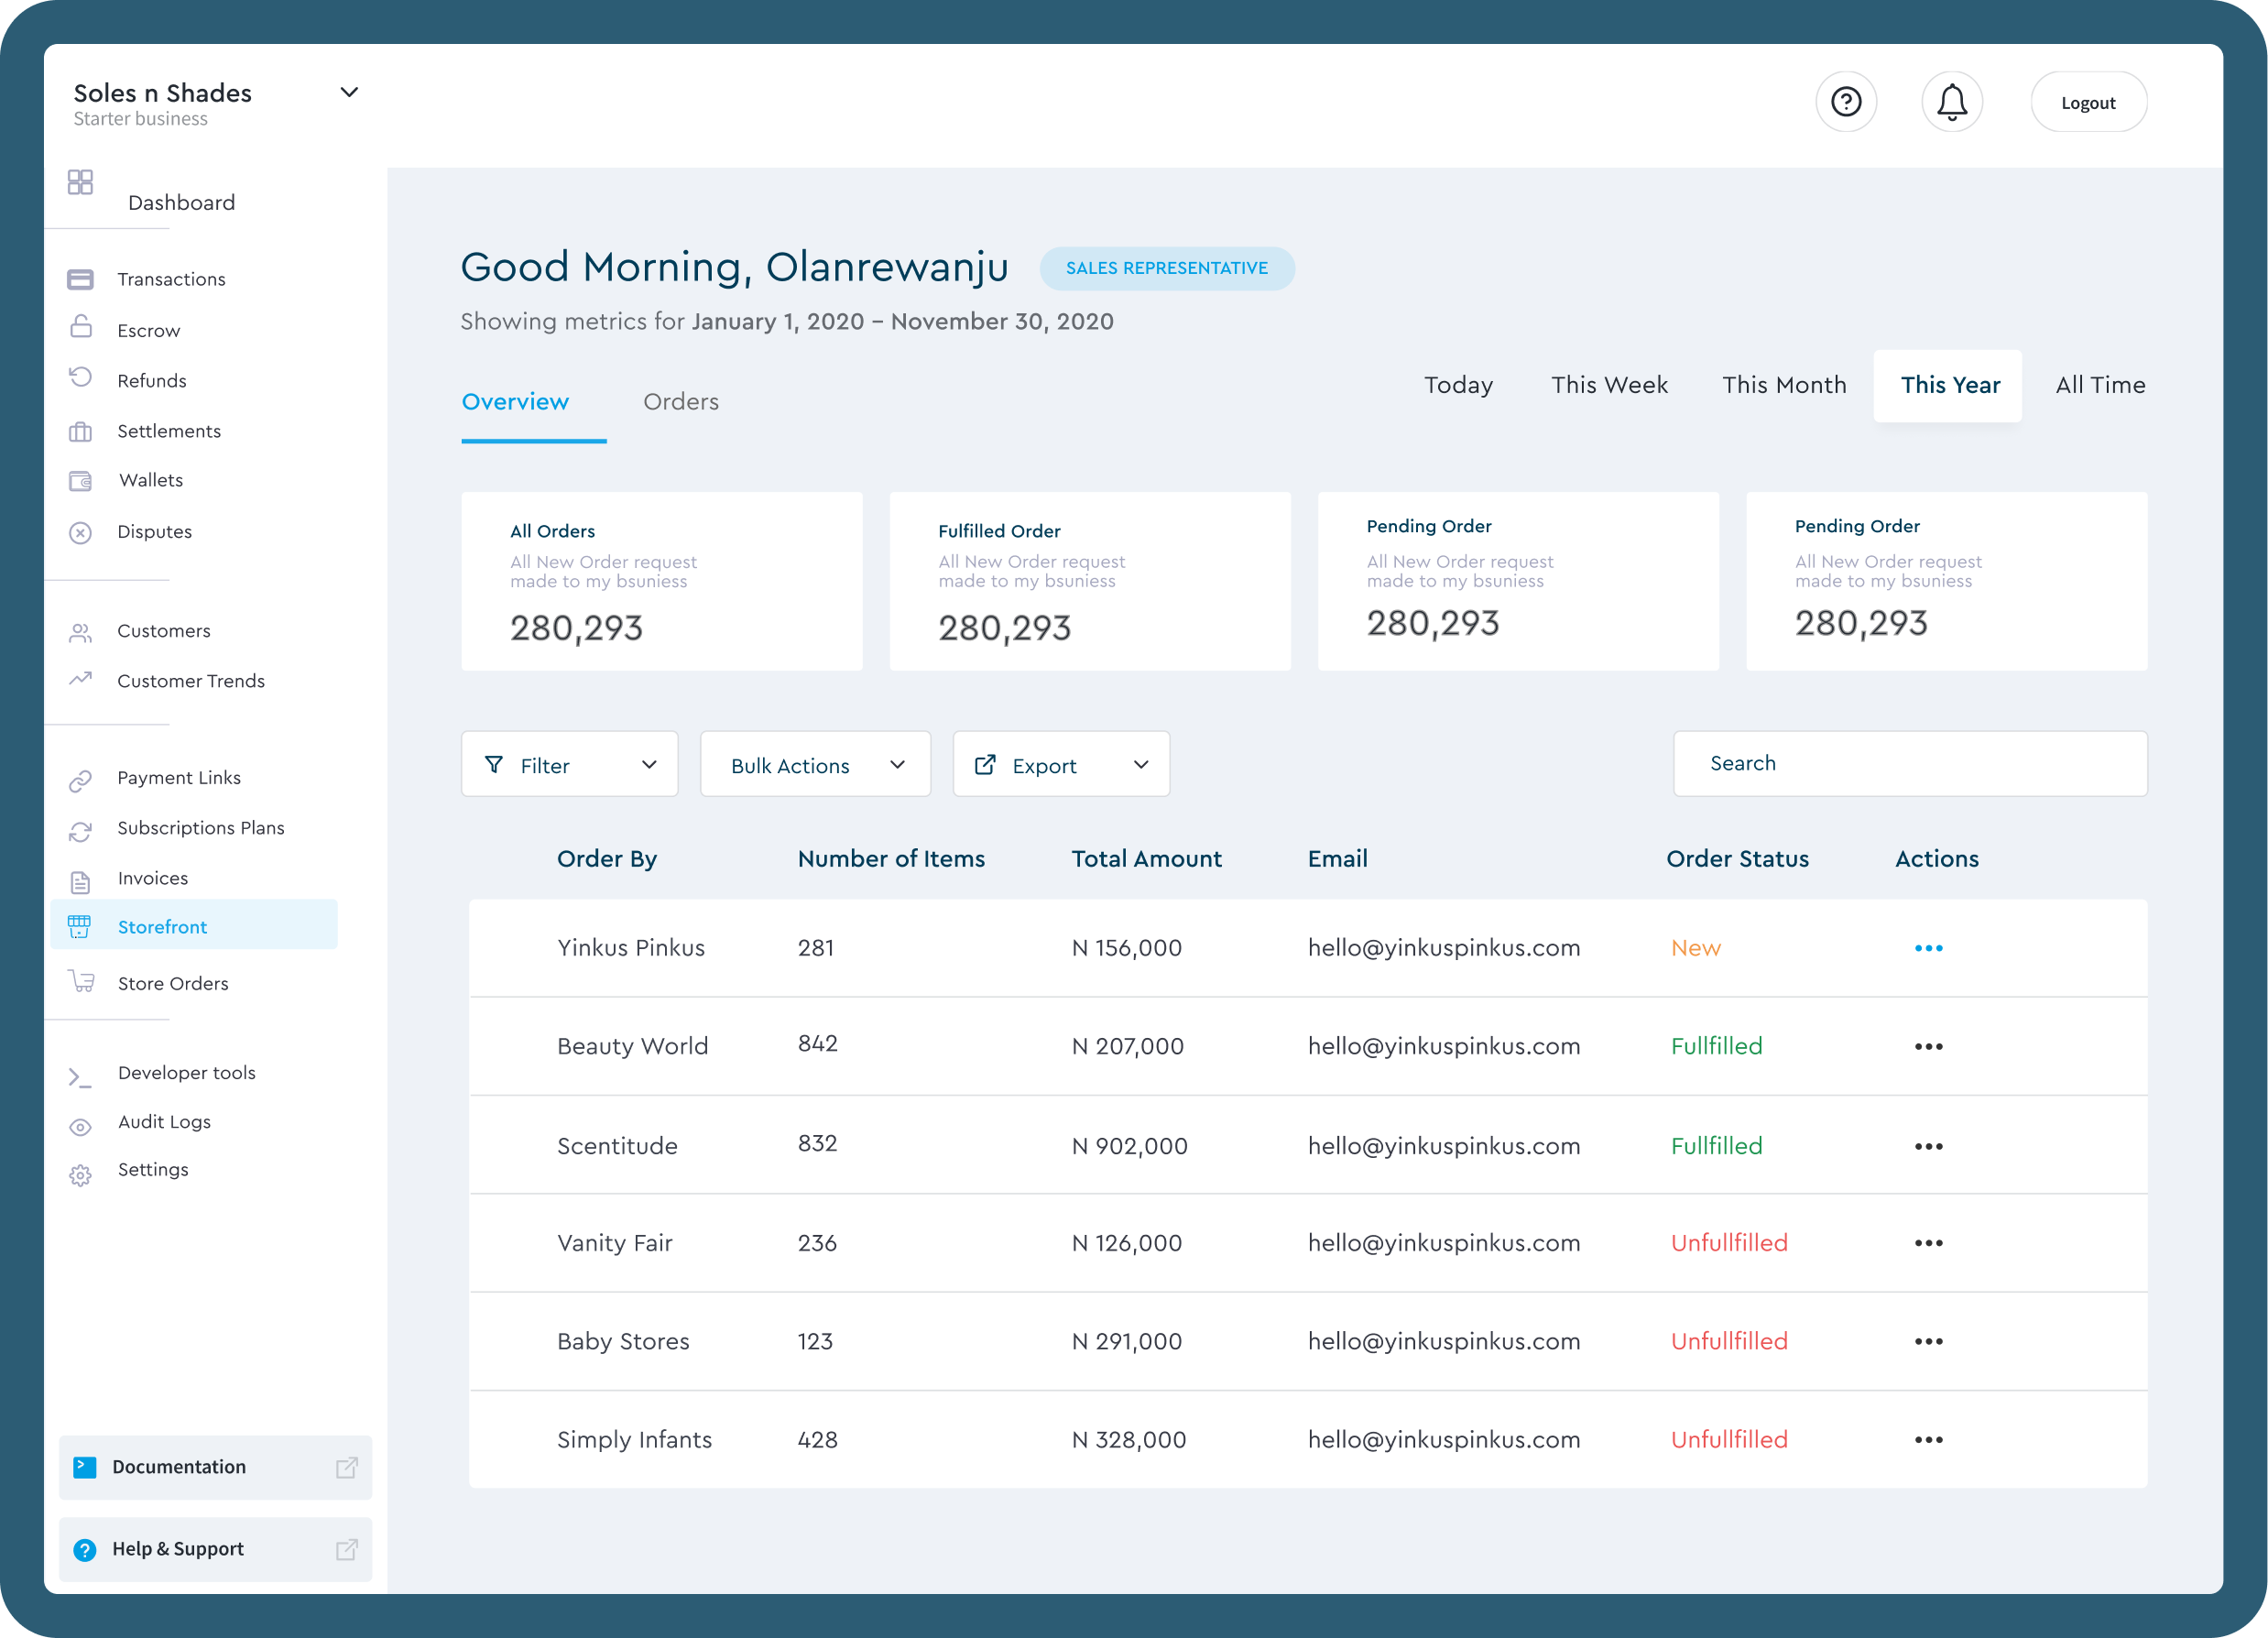 Soles n Shades
Starter business
Logout
Dashboard
Transactions
Escrow
Refunds
Settlements
Wallets
Disputes
Customers
Customer Trends
Payment Links
Subscriptions Plans
Invoices
Storefront
Store Orders
Developer tools
Audit Logs
Settings
Documentation
Help & Support
Good Morning, Olanrewanju SALES REPRESENTATIVE
Showing metrics for January 1, 2020 – November 30, 2020
Overview Orders
Today This Week This Month This Year All Time
All Orders
All New Order request
made to my bsuniess
280,293
Fulfilled Order
All New Order request
made to my bsuniess
280,293
Pending Order
All New Order request
made to my bsuniess
280,293
Pending Order
All New Order request
made to my bsuniess
280,293
Filter Bulk Actions Export Search
Order By Number of Items Total Amount Email Order Status Actions
Yinkus Pinkus 281 N 156,000 hello@yinkuspinkus.com New
Beauty World 842 N 207,000 hello@yinkuspinkus.com Fullfilled
Scentitude 832 N 902,000 hello@yinkuspinkus.com Fullfilled
Vanity Fair 236 N 126,000 hello@yinkuspinkus.com Unfullfilled
Baby Stores 123 N 291,000 hello@yinkuspinkus.com Unfullfilled
Simply Infants 428 N 328,000 hello@yinkuspinkus.com Unfullfilled